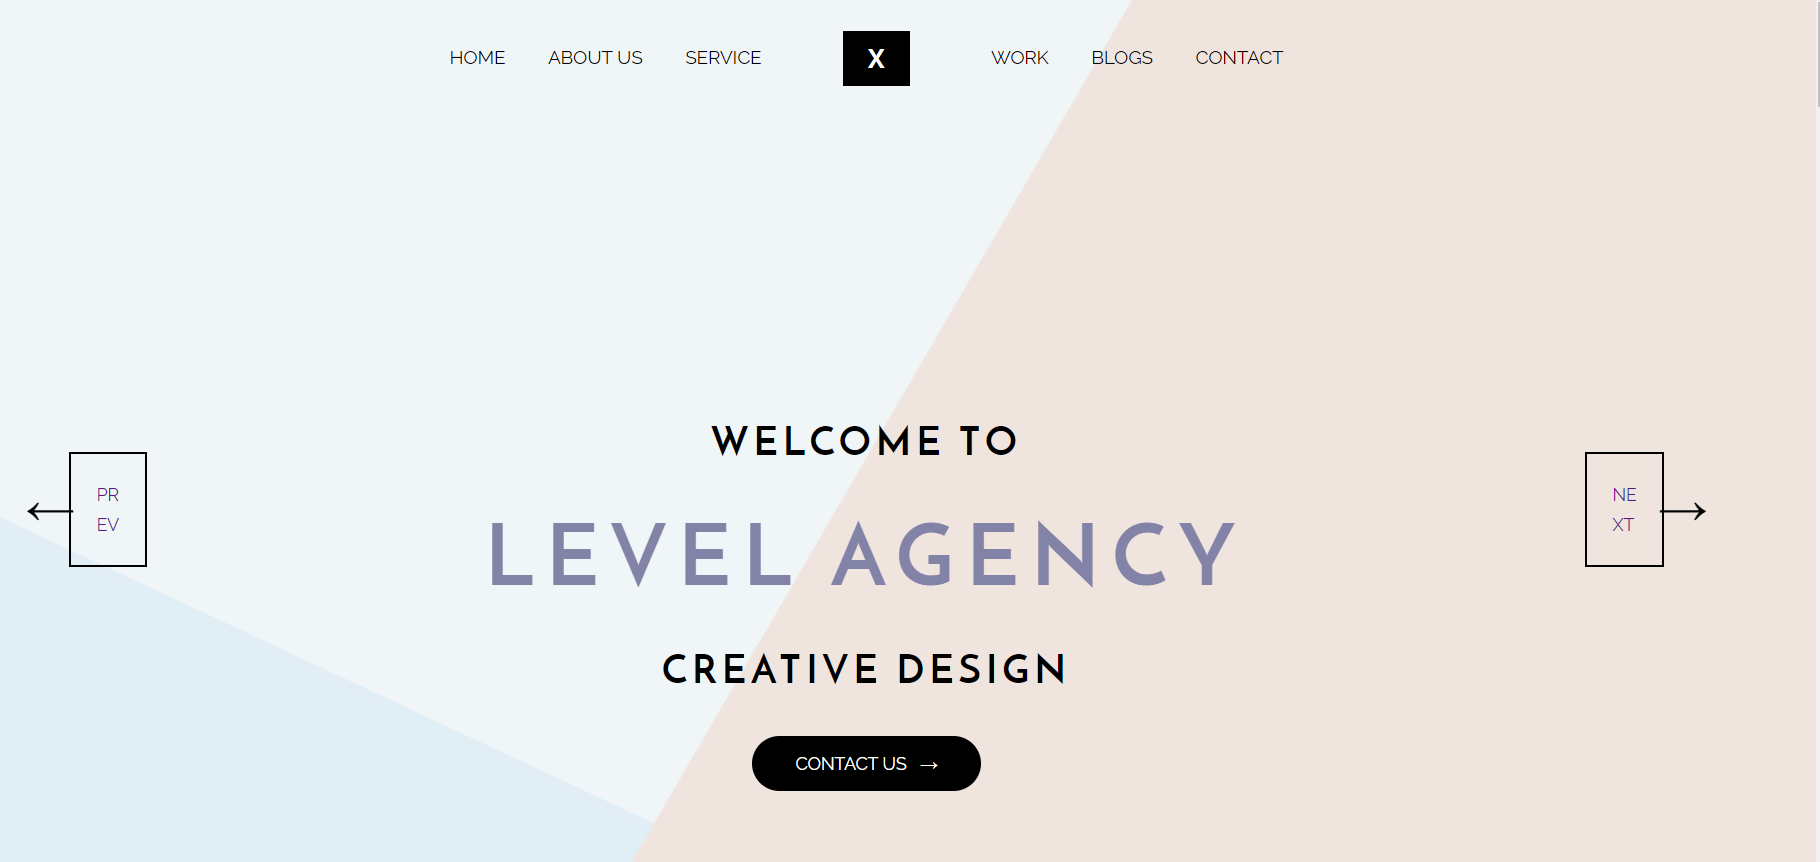 HOME ABOUT US SERVICE X WORK BLOGS CONTACT
WELCOME TO
PR
EV
NE
XT
LEVEL AGENCY
CREATIVE DESIGN
CONTACT US →